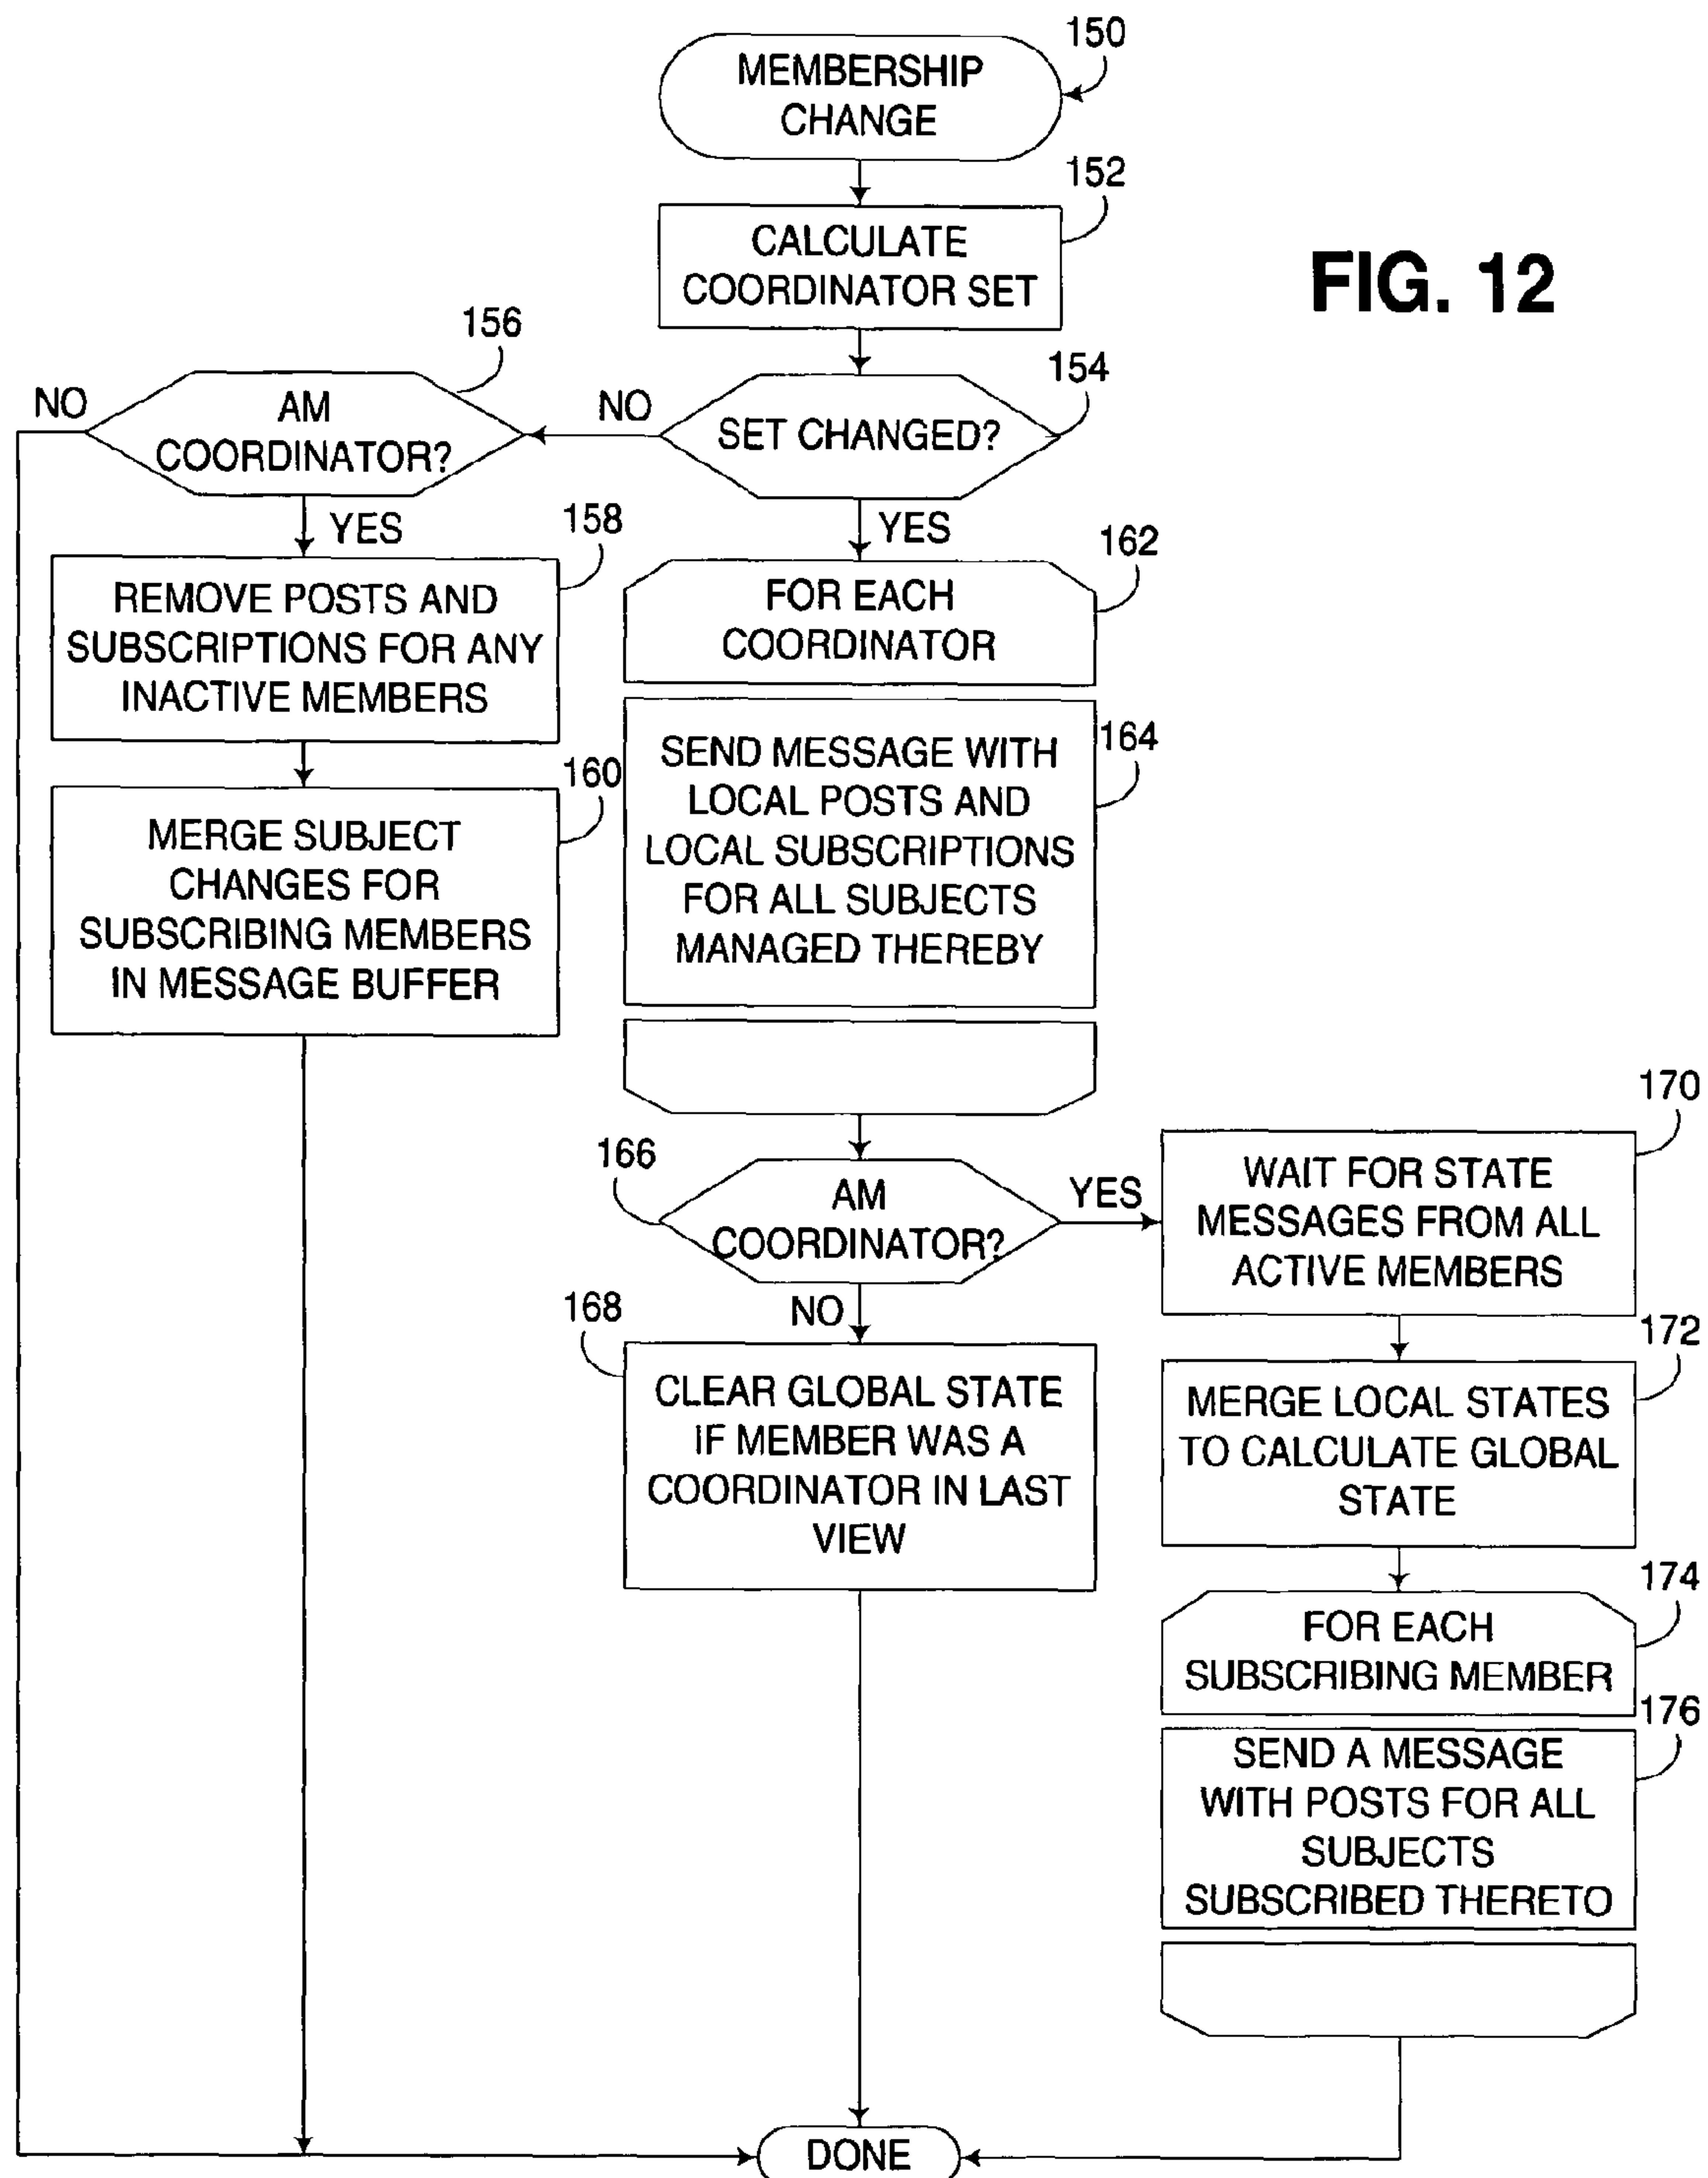 150
MEMBERSHIP
CHANGE
152
CALCULATE
COORDINATOR SET
FIG. 12
156
154
NO
AM
COORDINATOR?
NO
SET CHANGED?
YES
158
YES
162
REMOVE POSTS AND
SUBSCRIPTIONS FOR ANY
INACTIVE MEMBERS
FOR EACH
COORDINATOR
160
164
MERGE SUBJECT
CHANGES FOR
SUBSCRIBING MEMBERS
IN MESSAGE BUFFER
SEND MESSAGE WITH
LOCAL POSTS AND
LOCAL SUBSCRIPTIONS
FOR ALL SUBJECTS
MANAGED THEREBY
170
166
AM
COORDINATOR?
YES
WAIT FOR STATE
MESSAGES FROM ALL
ACTIVE MEMBERS
168
NO
172
CLEAR GLOBAL STATE
IF MEMBER WAS A
COORDINATOR IN LAST
VIEW
MERGE LOCAL STATES
TO CALCULATE GLOBAL
STATE
174
FOR EACH
SUBSCRIBING MEMBER
176
SEND A MESSAGE
WITH POSTS FOR ALL
SUBJECTS
SUBSCRIBED THERETO
DONE